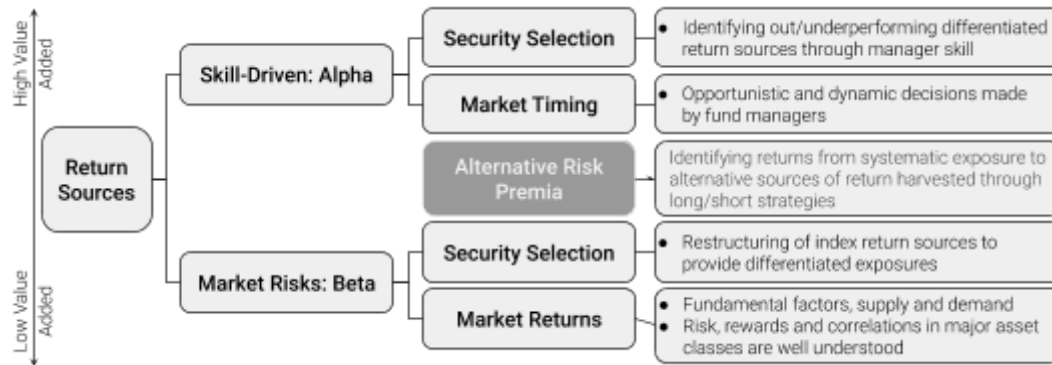 High Value
Added
Low Value
Added
Return
Sources
Skill-Driven: Alpha
Market Risks: Beta
Security Selection
• Identifying out/underperforming differentiated
return sources through manager skill
Market Timing
• Opportunistic and dynamic decisions made
by fund managers
Alternative Risk
Premia
Identifying returns from systematic exposure to
alternative sources of return harvested through
long/short strategies
Security Selection
• Restructuring of index return sources to
provide differentiated exposures
Market Returns
• Fundamental factors, supply and demand
• Risk, rewards and correlations in major asset
classes are well understood